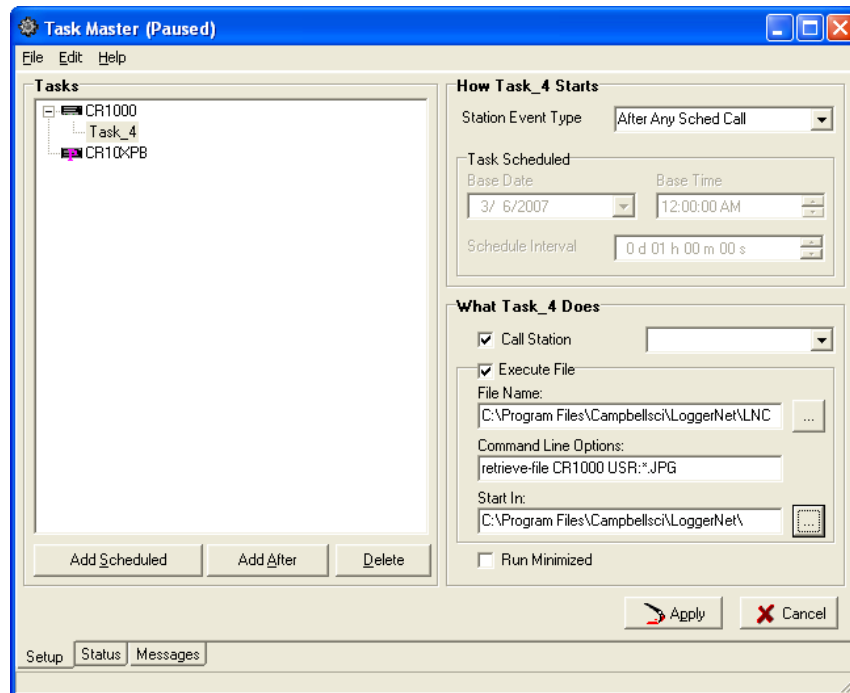 Task Master (Paused)
File Edit Help
Tasks
CR1000
Task_4
CR10XPB
Add Scheduled
Add After
Delete
How Task_4 Starts
Station Event Type
After Any Sched Call
Task Scheduled
Base Date
Base Time
3/ 6/2007
12:00:00 AM
Schedule Interval
0 d 01 h 00 m 00 s
What Task_4 Does
Call Station
Execute File
File Name:
C:\Program Files\Campbellsci\LoggerNet\LNC
...
Command Line Options:
retrieve-file CR1000 USR:*.JPG
Start In:
C:\Program Files\Campbellsci\LoggerNet\
...
Run Minimized
Apply
Cancel
Setup Status Messages